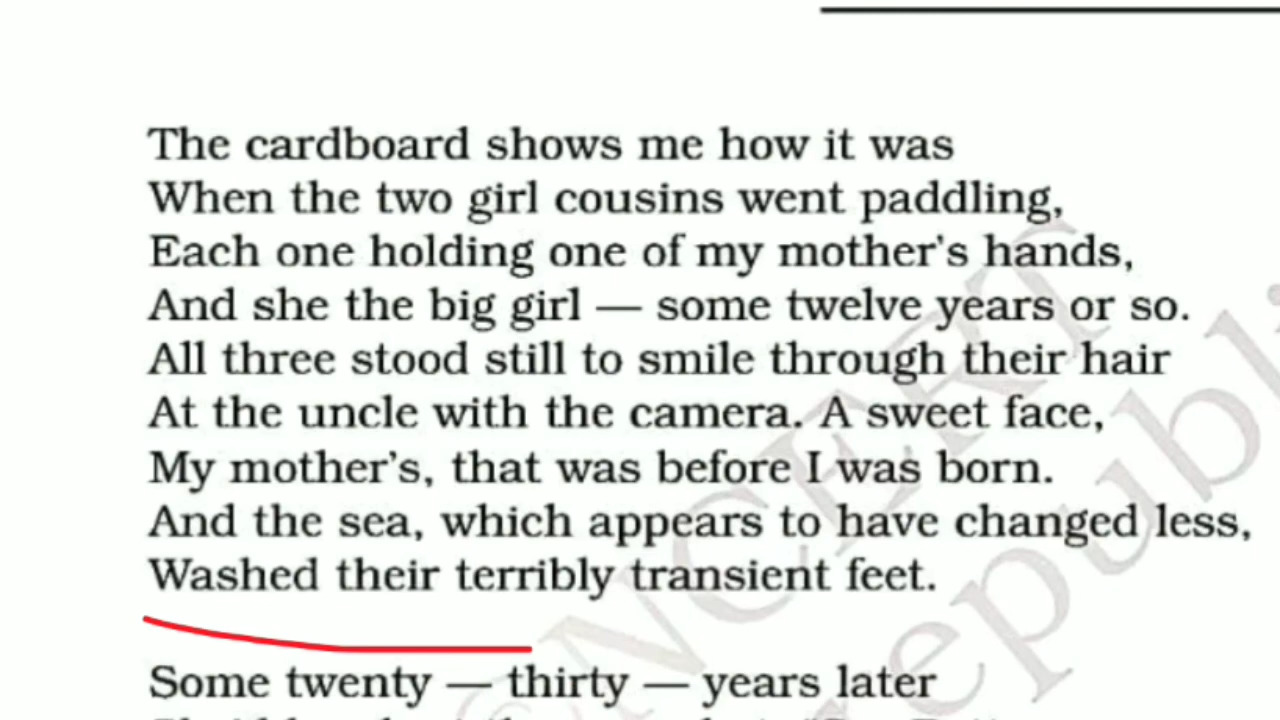 The cardboard shows me how it was
When the two girl cousins went paddling,
Each one holding one of my mother's hands,
And she the big girl — some twelve years or so.
All three stood still to smile through their hair
At the uncle with the camera. A sweet face,
My mother's, that was before I was born.
And the sea, which appears to have changed less,
Washed their terribly transient feet.
Some twenty — thirty — years later
NCERT
republi